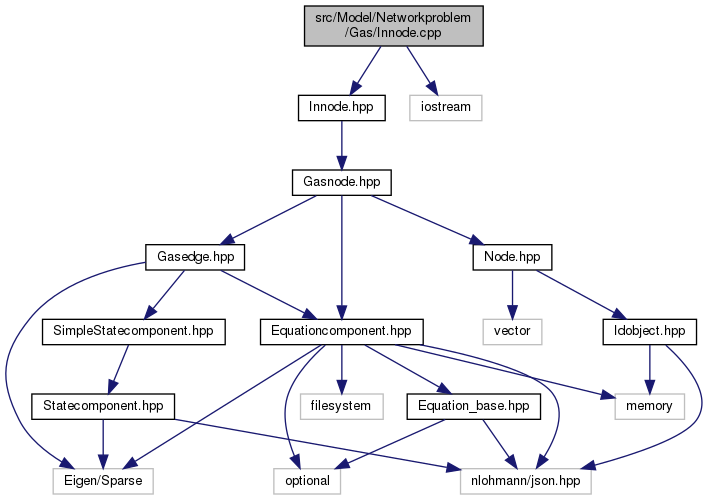 src/Model/Networkproblem
/Gas/Innode.cpp
Innode.hpp
iostream
Gasnode.hpp
Gasedge.hpp
Node.hpp
SimpleStatecomponent.hpp
Equationcomponent.hpp
vector
Idobject.hpp
Statecomponent.hpp
filesystem
Equation_base.hpp
memory
Eigen/Sparse
optional
nlohmann/json.hpp